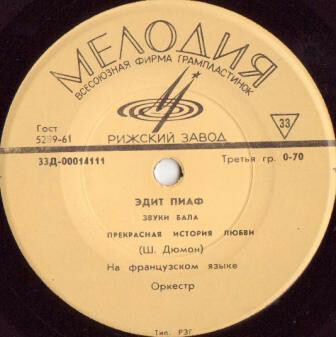 МЕЛОДИЯ
ВСЕСОЮЗНАЯ ФИРМА ГРАМПЛАСТИНОК
Гост
5289-61
33
РИЖСКИЙ ЗАВОД
33Д-00014111
Третья гр. 0-70
ЭДИТ ПИАФ
ЗВУКИ БАЛА
ПРЕКРАСНАЯ ИСТОРИЯ ЛЮБВИ
(Ш. Дюмон)
На французском языке
Оркестр
Тип. РЗГ